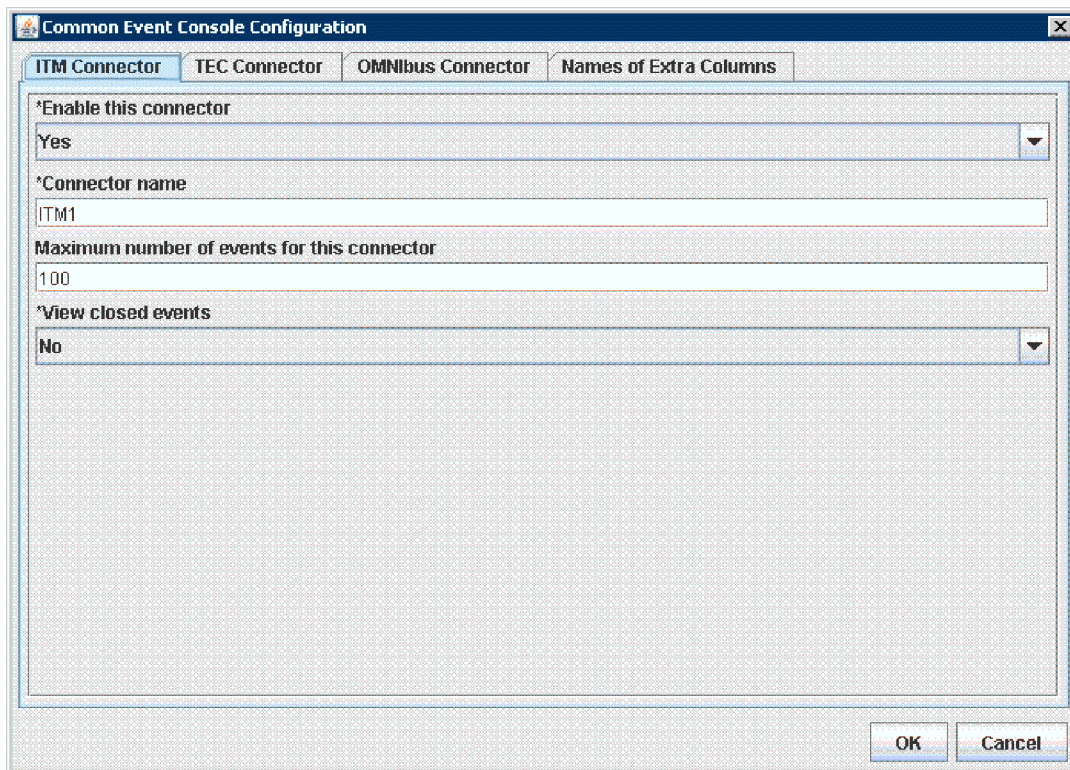 Common Event Console Configuration
ITM Connector TEC Connector OMNIbus Connector Names of Extra Columns
*Enable this connector
Yes
*Connector name
ITM1
Maximum number of events for this connector
100
*View closed events
No
OK Cancel